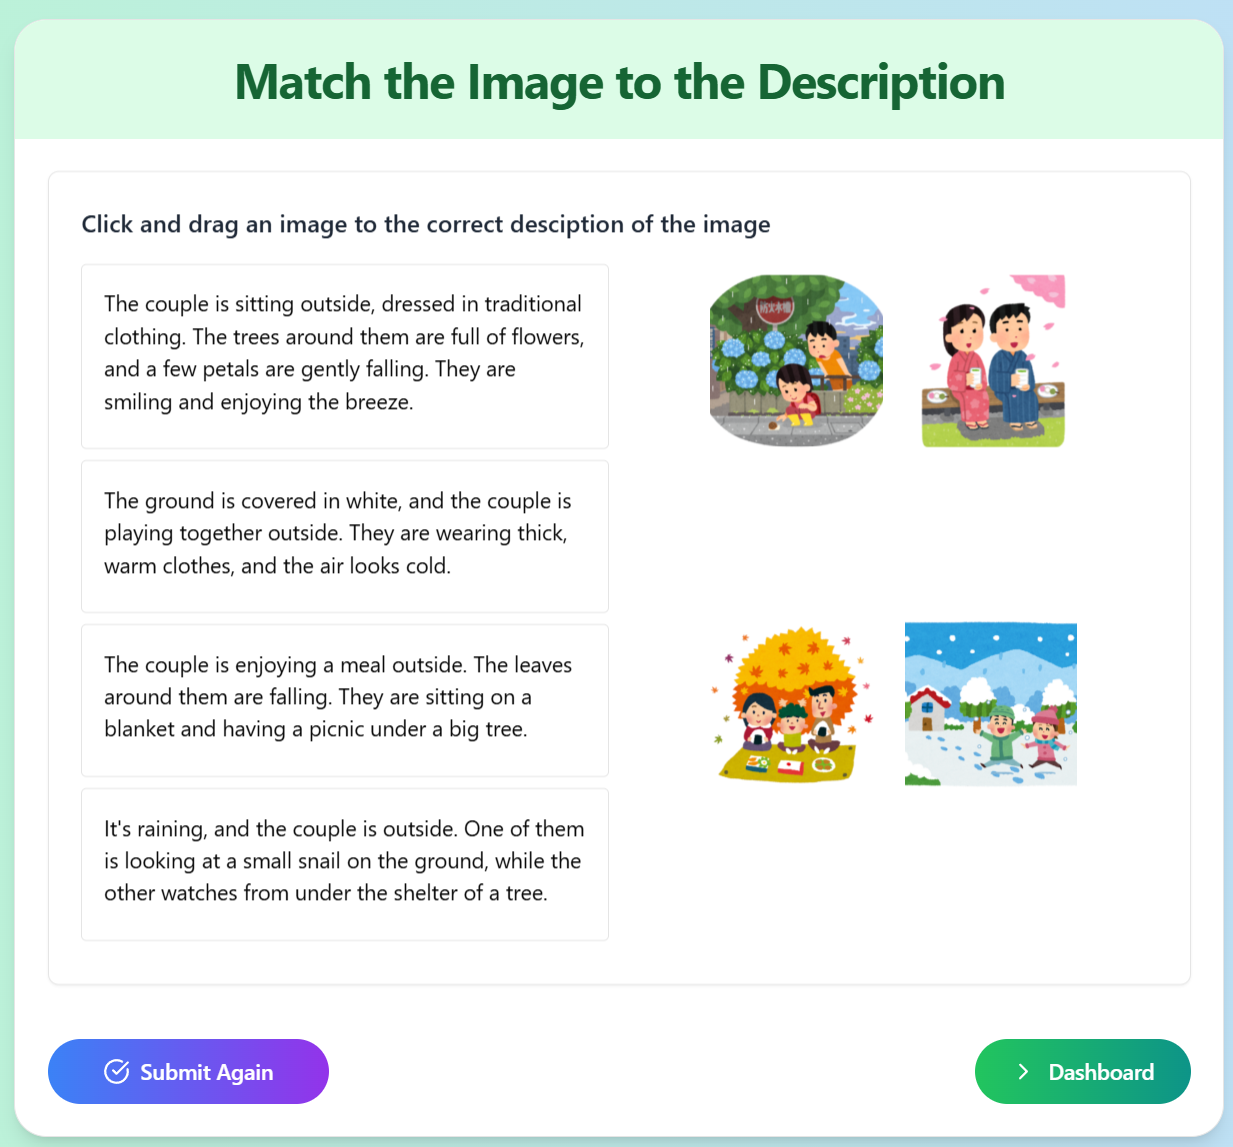 Match the Image to the Description
Click and drag an image to the correct desciption of the image
The couple is sitting outside, dressed in traditional
clothing. The trees around them are full of flowers,
and a few petals are gently falling. They are
smiling and enjoying the breeze.
The ground is covered in white, and the couple is
playing together outside. They are wearing thick,
warm clothes, and the air looks cold.
The couple is enjoying a meal outside. The leaves
around them are falling. They are sitting on a
blanket and having a picnic under a big tree.
It's raining, and the couple is outside. One of them
is looking at a small snail on the ground, while the
other watches from under the shelter of a tree.
防火水槽
Submit Again
Dashboard